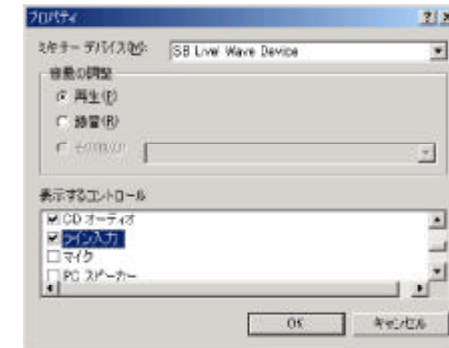 プロパティ
ミキサー デバイス(M): SB Live! Wave Device
音量の調整
再生(P)
録音(R)
その他(O)
表示するコントロール
CD オーディオ
ライン入力
マイク
PC スピーカー
OK キャンセル